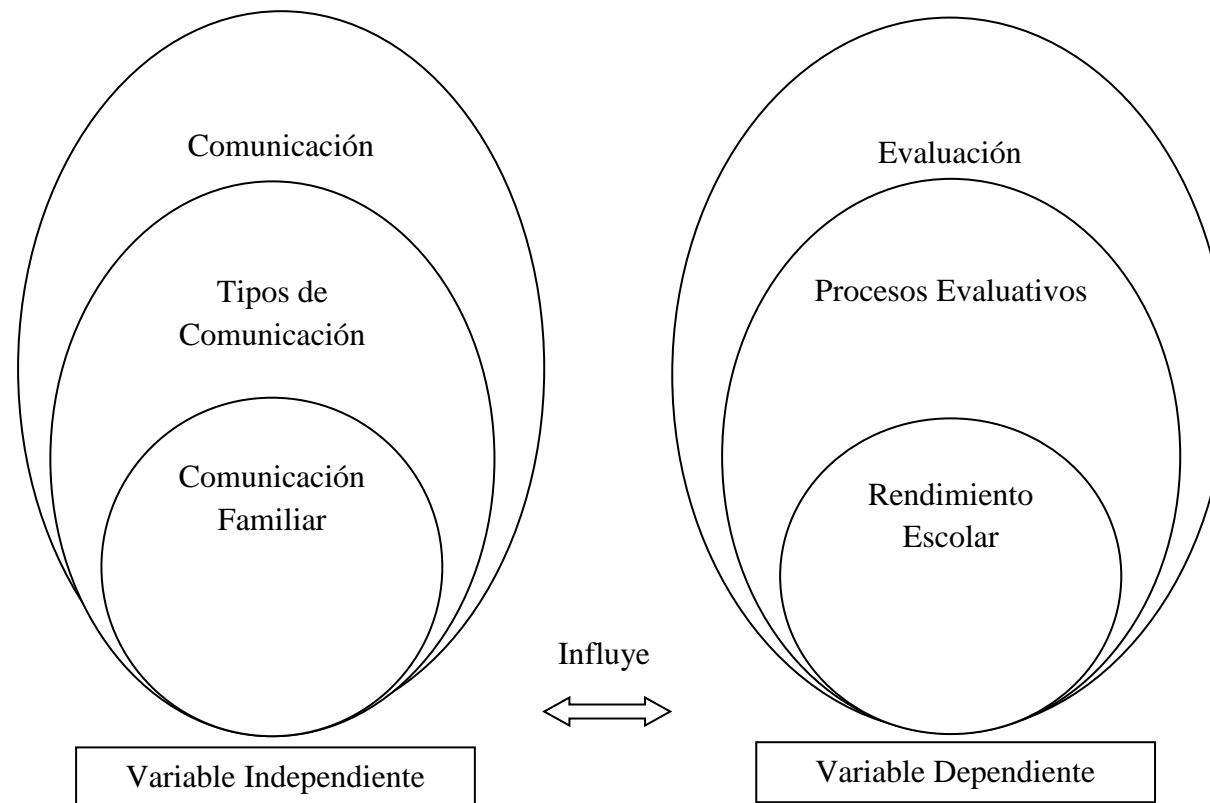 Comunicación
Tipos de
Comunicación
Comunicación
Familiar
Evaluación
Procesos Evaluativos
Rendimiento
Escolar
Influye
Variable Independiente
Variable Dependiente